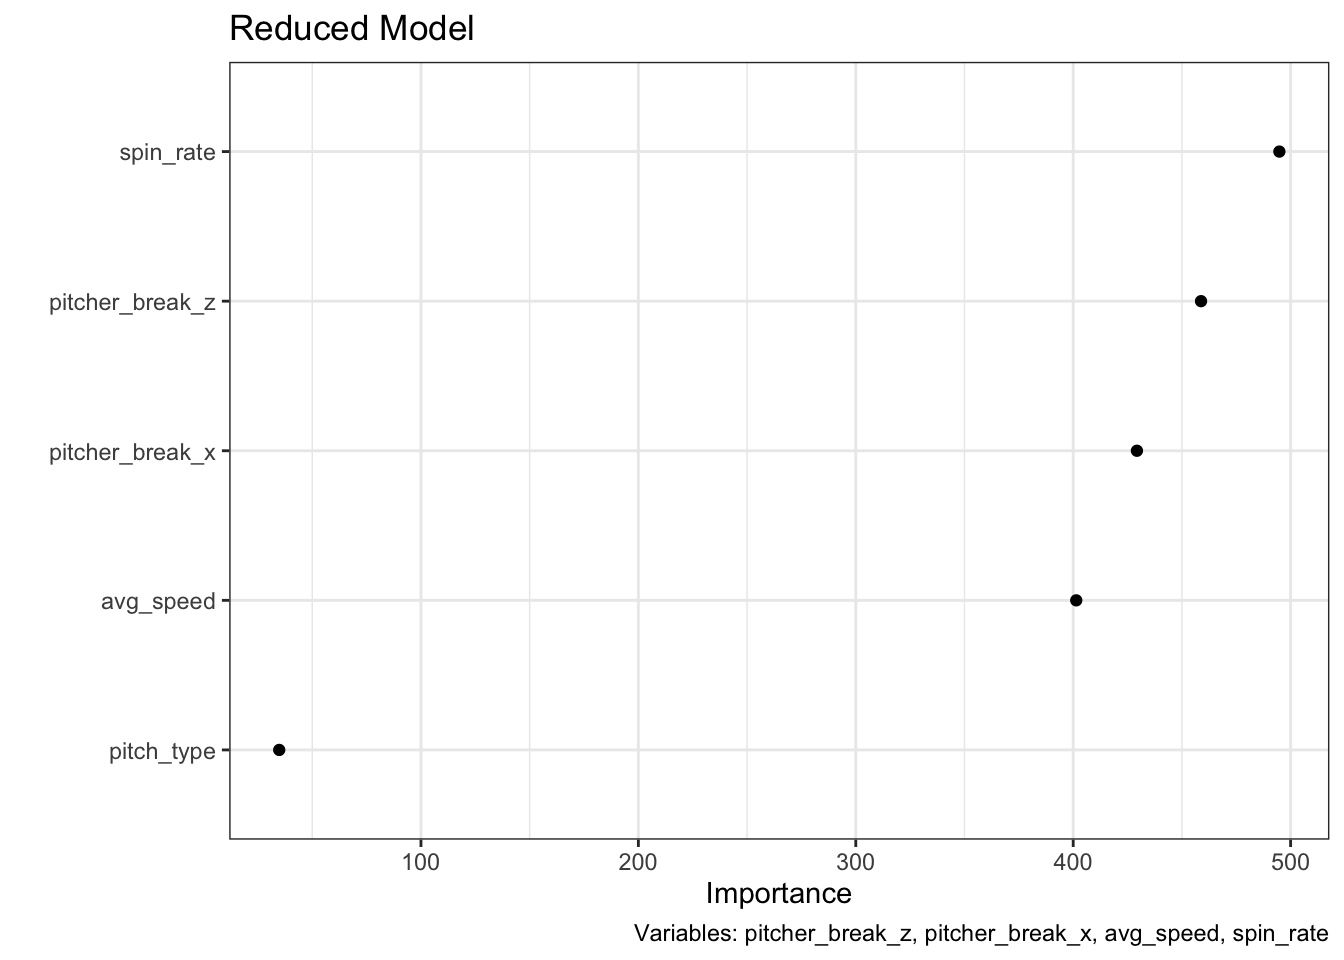 Reduced Model
spin_rate
pitcher_break_z
pitcher_break_x
avg_speed
pitch_type
100 200 300 400 500
Importance
Variables: pitcher_break_z, pitcher_break_x, avg_speed, spin_rate